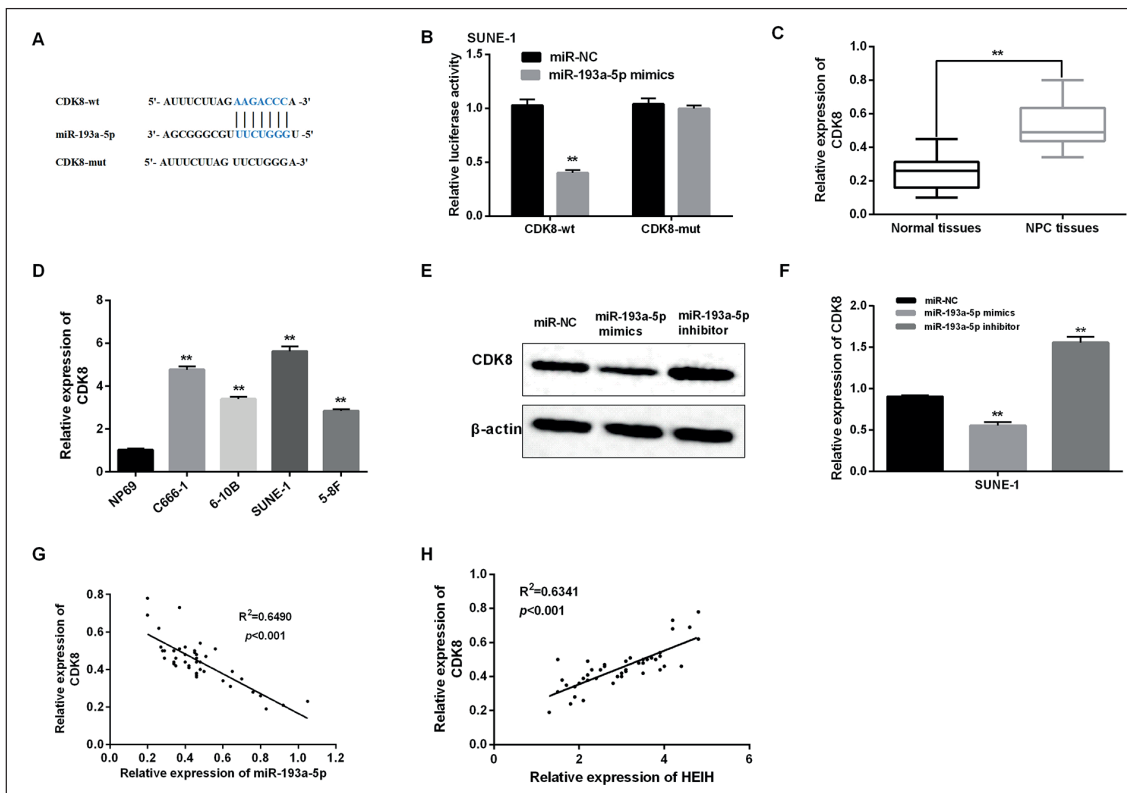 A
CDK8-wt 5'- AUUUCUUAGAAGACCCA -3'
miR-193a-5p 3'- AGCGGGCGUUUCUGGGU -5'
CDK8-mut 5'- AUUUCUUAG UUCUGGGA-3'
B
SUNE-1
miR-NC
miR-193a-5p mimics
Relative luciferase activity
1.5
1.0
0.5
0.0
**
CDK8-wt CDK8-mut
C
Relative expression of
CDK8
1.0
0.8
0.6
0.4
0.2
0.0
**
Normal tissues NPC tissues
D
Relative expression of
CDK8
8
6
4
2
0
** ** ** **
NP69 C666-1 6-10B SUNE-1 5-8F
E
miR-NC miR-193a-5p mimics miR-193a-5p inhibitor
CDK8
β-actin
F
miR-NC
miR-193a-5p mimics
miR-193a-5p inhibitor
Relative expression of CDK8
2.0
1.5
1.0
0.5
0.0
** **
SUNE-1
G
Relative expression of
CDK8
0.8
0.6
0.4
0.2
0.0
R²=0.6490
p<0.001
0.0 0.2 0.4 0.6 0.8 1.0 1.2
Relative expression of miR-193a-5p
H
Relative expression of
CDK8
1.0
0.8
0.6
0.4
0.2
0.0
R²=0.6341
p<0.001
0 2 4 6
Relative expression of HEIH